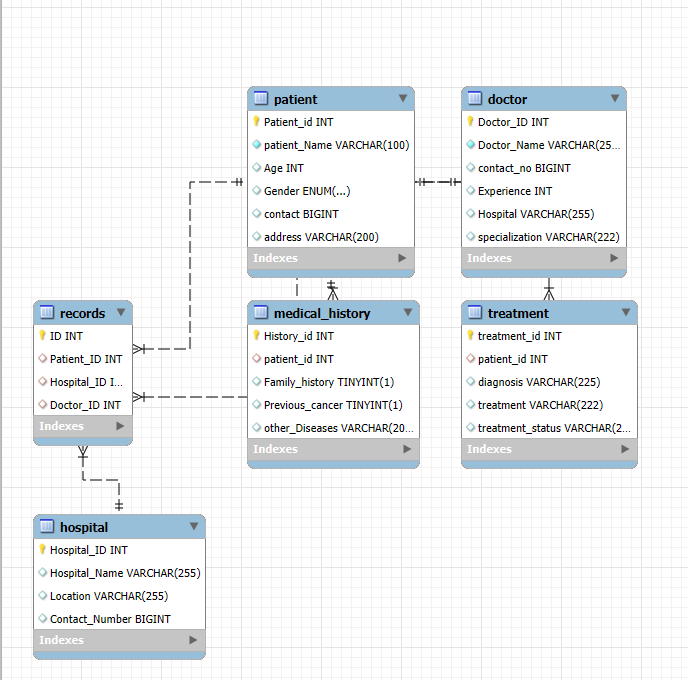 patient
Patient_id INT
patient_Name VARCHAR(100)
Age INT
Gender ENUM(...)
contact BIGINT
address VARCHAR(200)
Indexes
doctor
Doctor_ID INT
Doctor_Name VARCHAR(25...
contact_no BIGINT
Experience INT
Hospital VARCHAR(255)
specialization VARCHAR(222)
Indexes
records
ID INT
Patient_ID INT
Hospital_ID I...
Doctor_ID INT
Indexes
medical_history
History_id INT
patient_id INT
Family_history TINYINT(1)
Previous_cancer TINYINT(1)
other_Diseases VARCHAR(20...
Indexes
treatment
treatment_id INT
patient_id INT
diagnosis VARCHAR(225)
treatment VARCHAR(222)
treatment_status VARCHAR(2...
Indexes
hospital
Hospital_ID INT
Hospital_Name VARCHAR(255)
Location VARCHAR(255)
Contact_Number BIGINT
Indexes